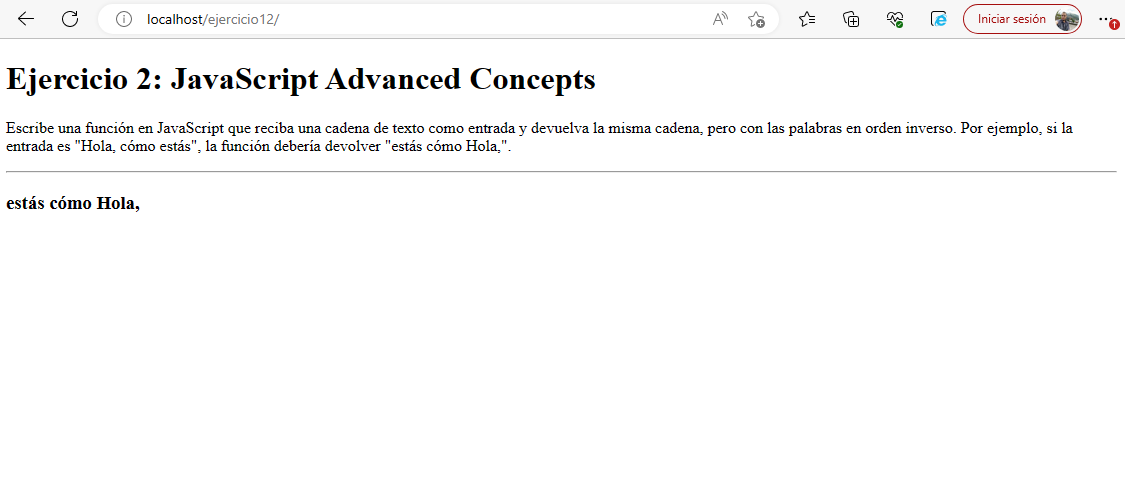 localhost/ejercicio12/
Iniciar sesión
Ejercicio 2: JavaScript Advanced Concepts
Escribe una función en JavaScript que reciba una cadena de texto como entrada y devuelva la misma cadena, pero con las palabras en orden inverso. Por ejemplo, si la
entrada es "Hola, cómo estás", la función debería devolver "estás cómo Hola,".
estás cómo Hola,